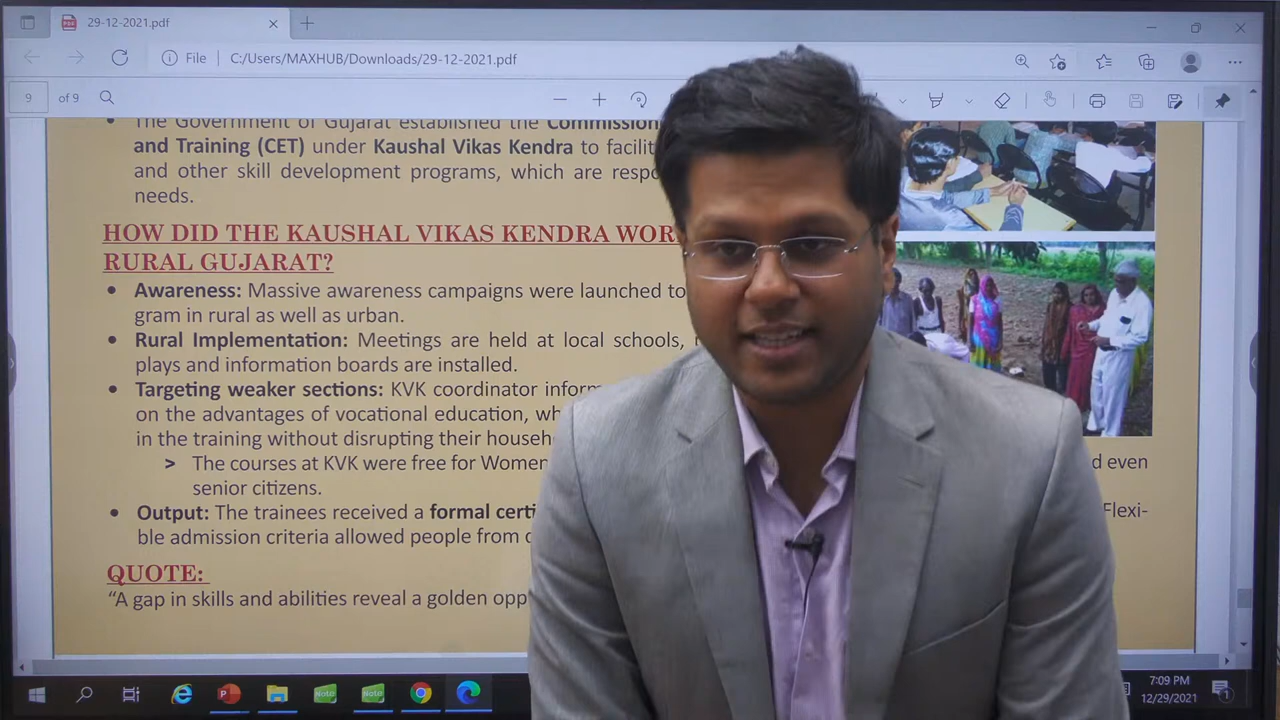 29-12-2021.pdf
File
C:/Users/MAXHUB/Downloads/29-12-2021.pdf
9 of 9
The Government of Gujarat established the Commission
and Training (CET) under Kaushal Vikas Kendra to facilit
and other skill development programs, which are respo
needs.
HOW DID THE KAUSHAL VIKAS KENDRA WOR
RURAL GUJARAT?
• Awareness: Massive awareness campaigns were launched to
gram in rural as well as urban.
• Rural Implementation: Meetings are held at local schools,
plays and information boards are installed.
• Targeting weaker sections: KVK coordinator inform
on the advantages of vocational education, wh
in the training without disrupting their househo
> The courses at KVK were free for Women d even
senior citizens.
• Output: The trainees received a formal certi Flexi-
ble admission criteria allowed people from
QUOTE:
“A gap in skills and abilities reveal a golden opp
Note
Note
7:09 PM
12/29/2021
1